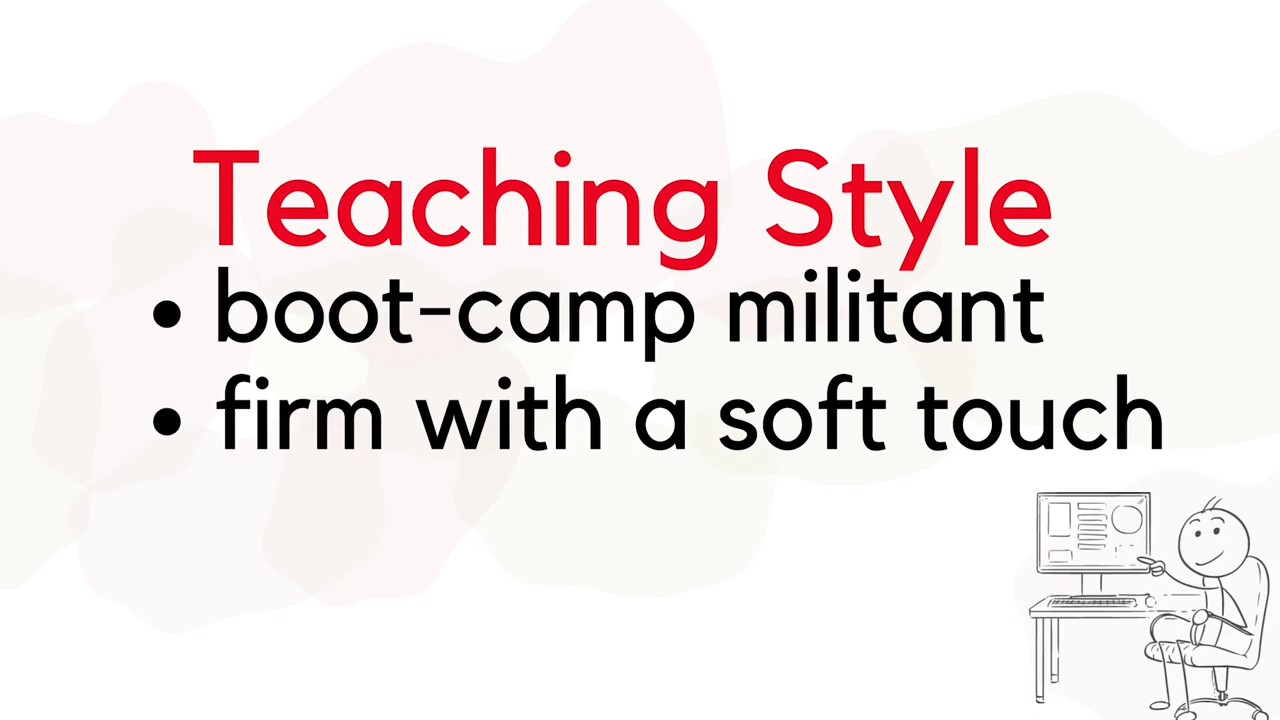 Teaching Style
• boot-camp militant
• firm with a soft touch